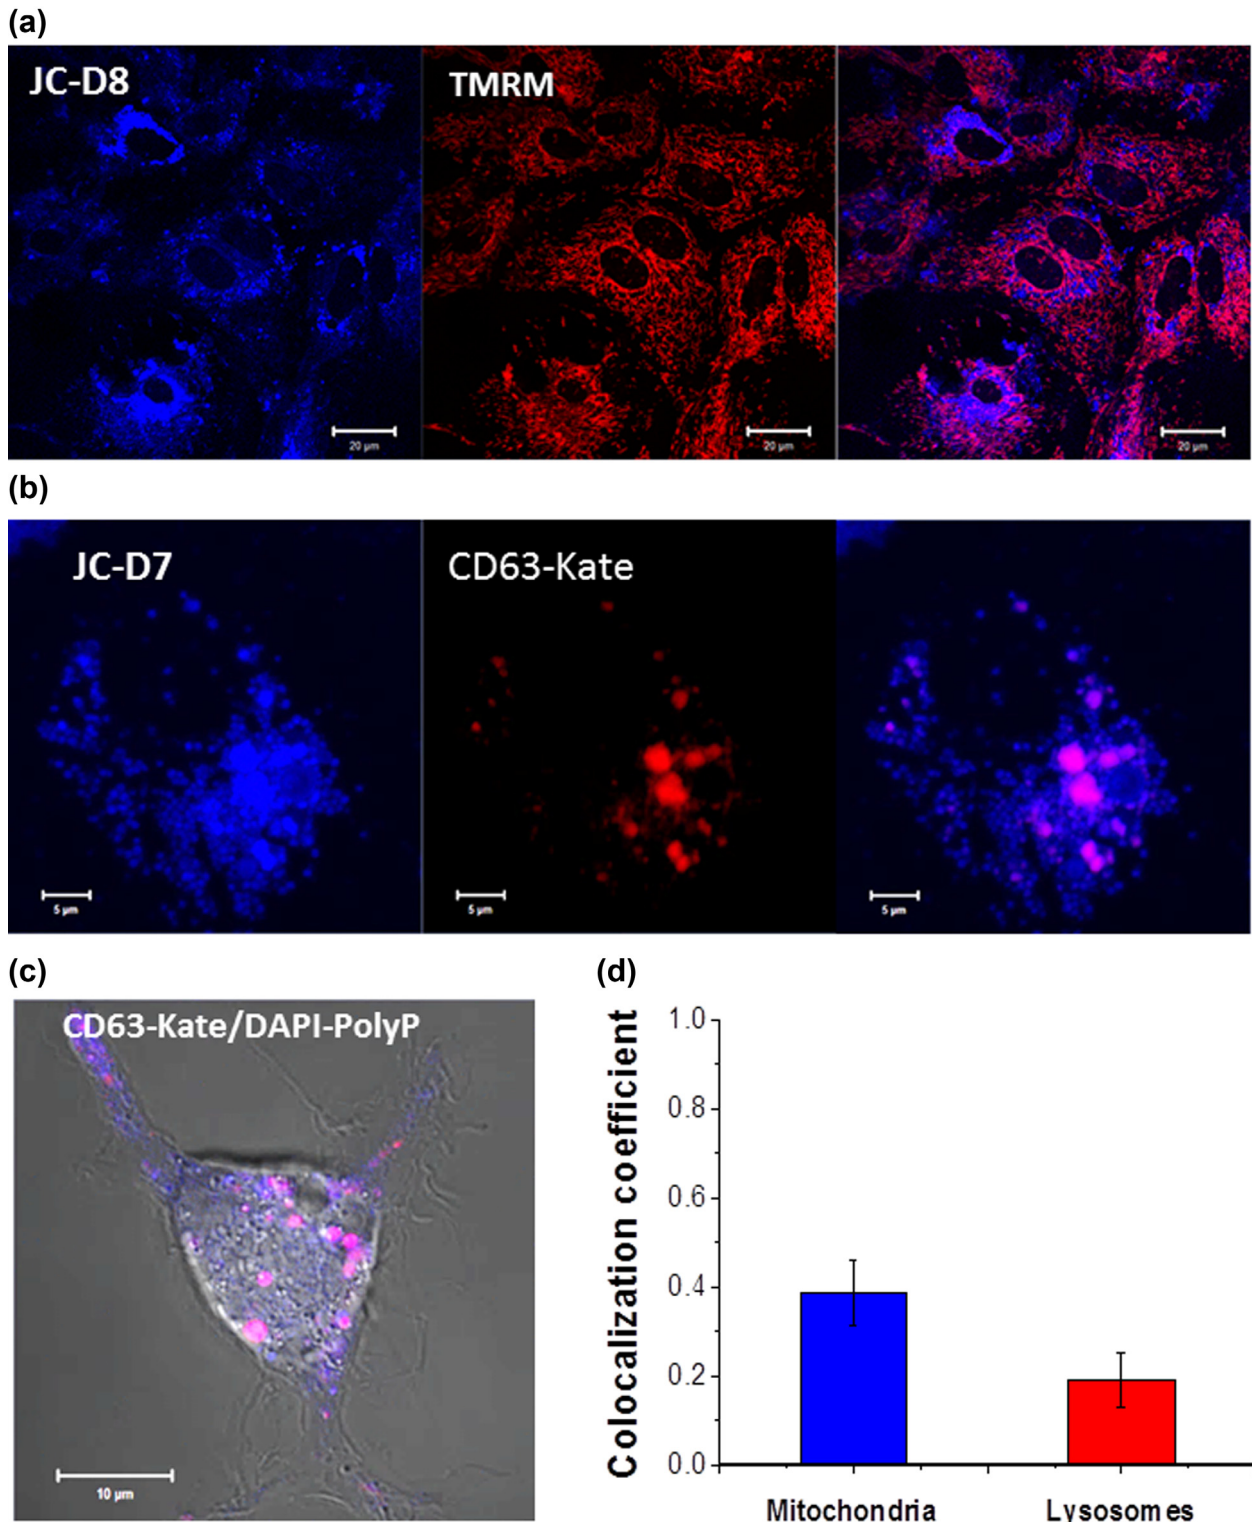 (a)
JC-D8
TMRM
20 µm
20 µm
20 µm
(b)
JC-D7
CD63-Kate
5 µm
5 µm
5 µm
(c)
CD63-Kate/DAPI-PolyP
10 µm
(d)
Colocalization coefficient
1.0
0.8
0.6
0.4
0.2
0.0
Mitochondria
Lysosomes